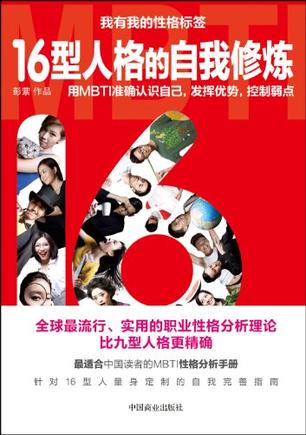 我有我的性格标签
MBTI
16型人格的自我修炼
彭蒙 作品
用MBTI准确认识自己，发挥优势，控制弱点
16
全球最流行、实用的职业性格分析理论
比九型人格更精确
最适合中国读者的MBTI性格分析手册
针对16型人量身定制的自我完善指南
中国商业出版社